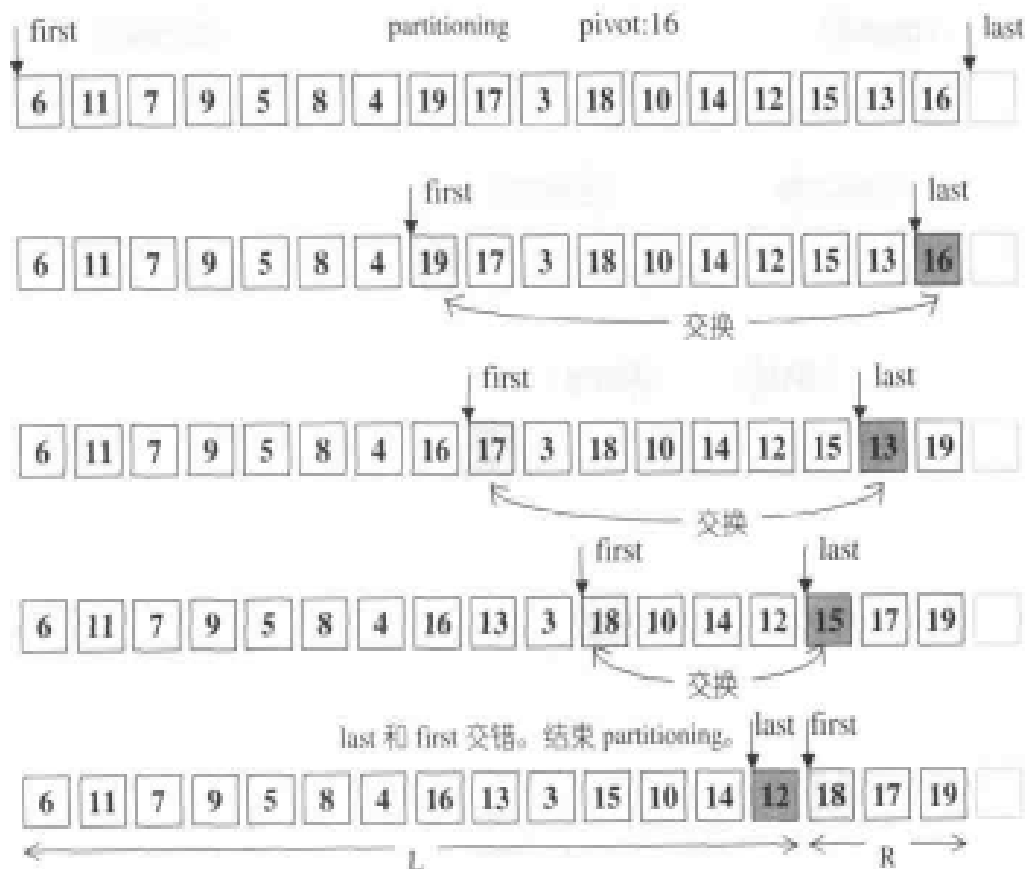 first partitioning pivot:16 last
6 11 7 9 5 8 4 19 17 3 18 10 14 12 15 13 16
first last
6 11 7 9 5 8 4 19 17 3 18 10 14 12 15 13 16
交换
first last
6 11 7 9 5 8 4 16 17 3 18 10 14 12 15 13 19
交换
first last
6 11 7 9 5 8 4 16 13 3 18 10 14 12 15 17 19
交换
last 和 first 交错。结束 partitioning。 last first
6 11 7 9 5 8 4 16 13 3 15 10 14 12 18 17 19
L R